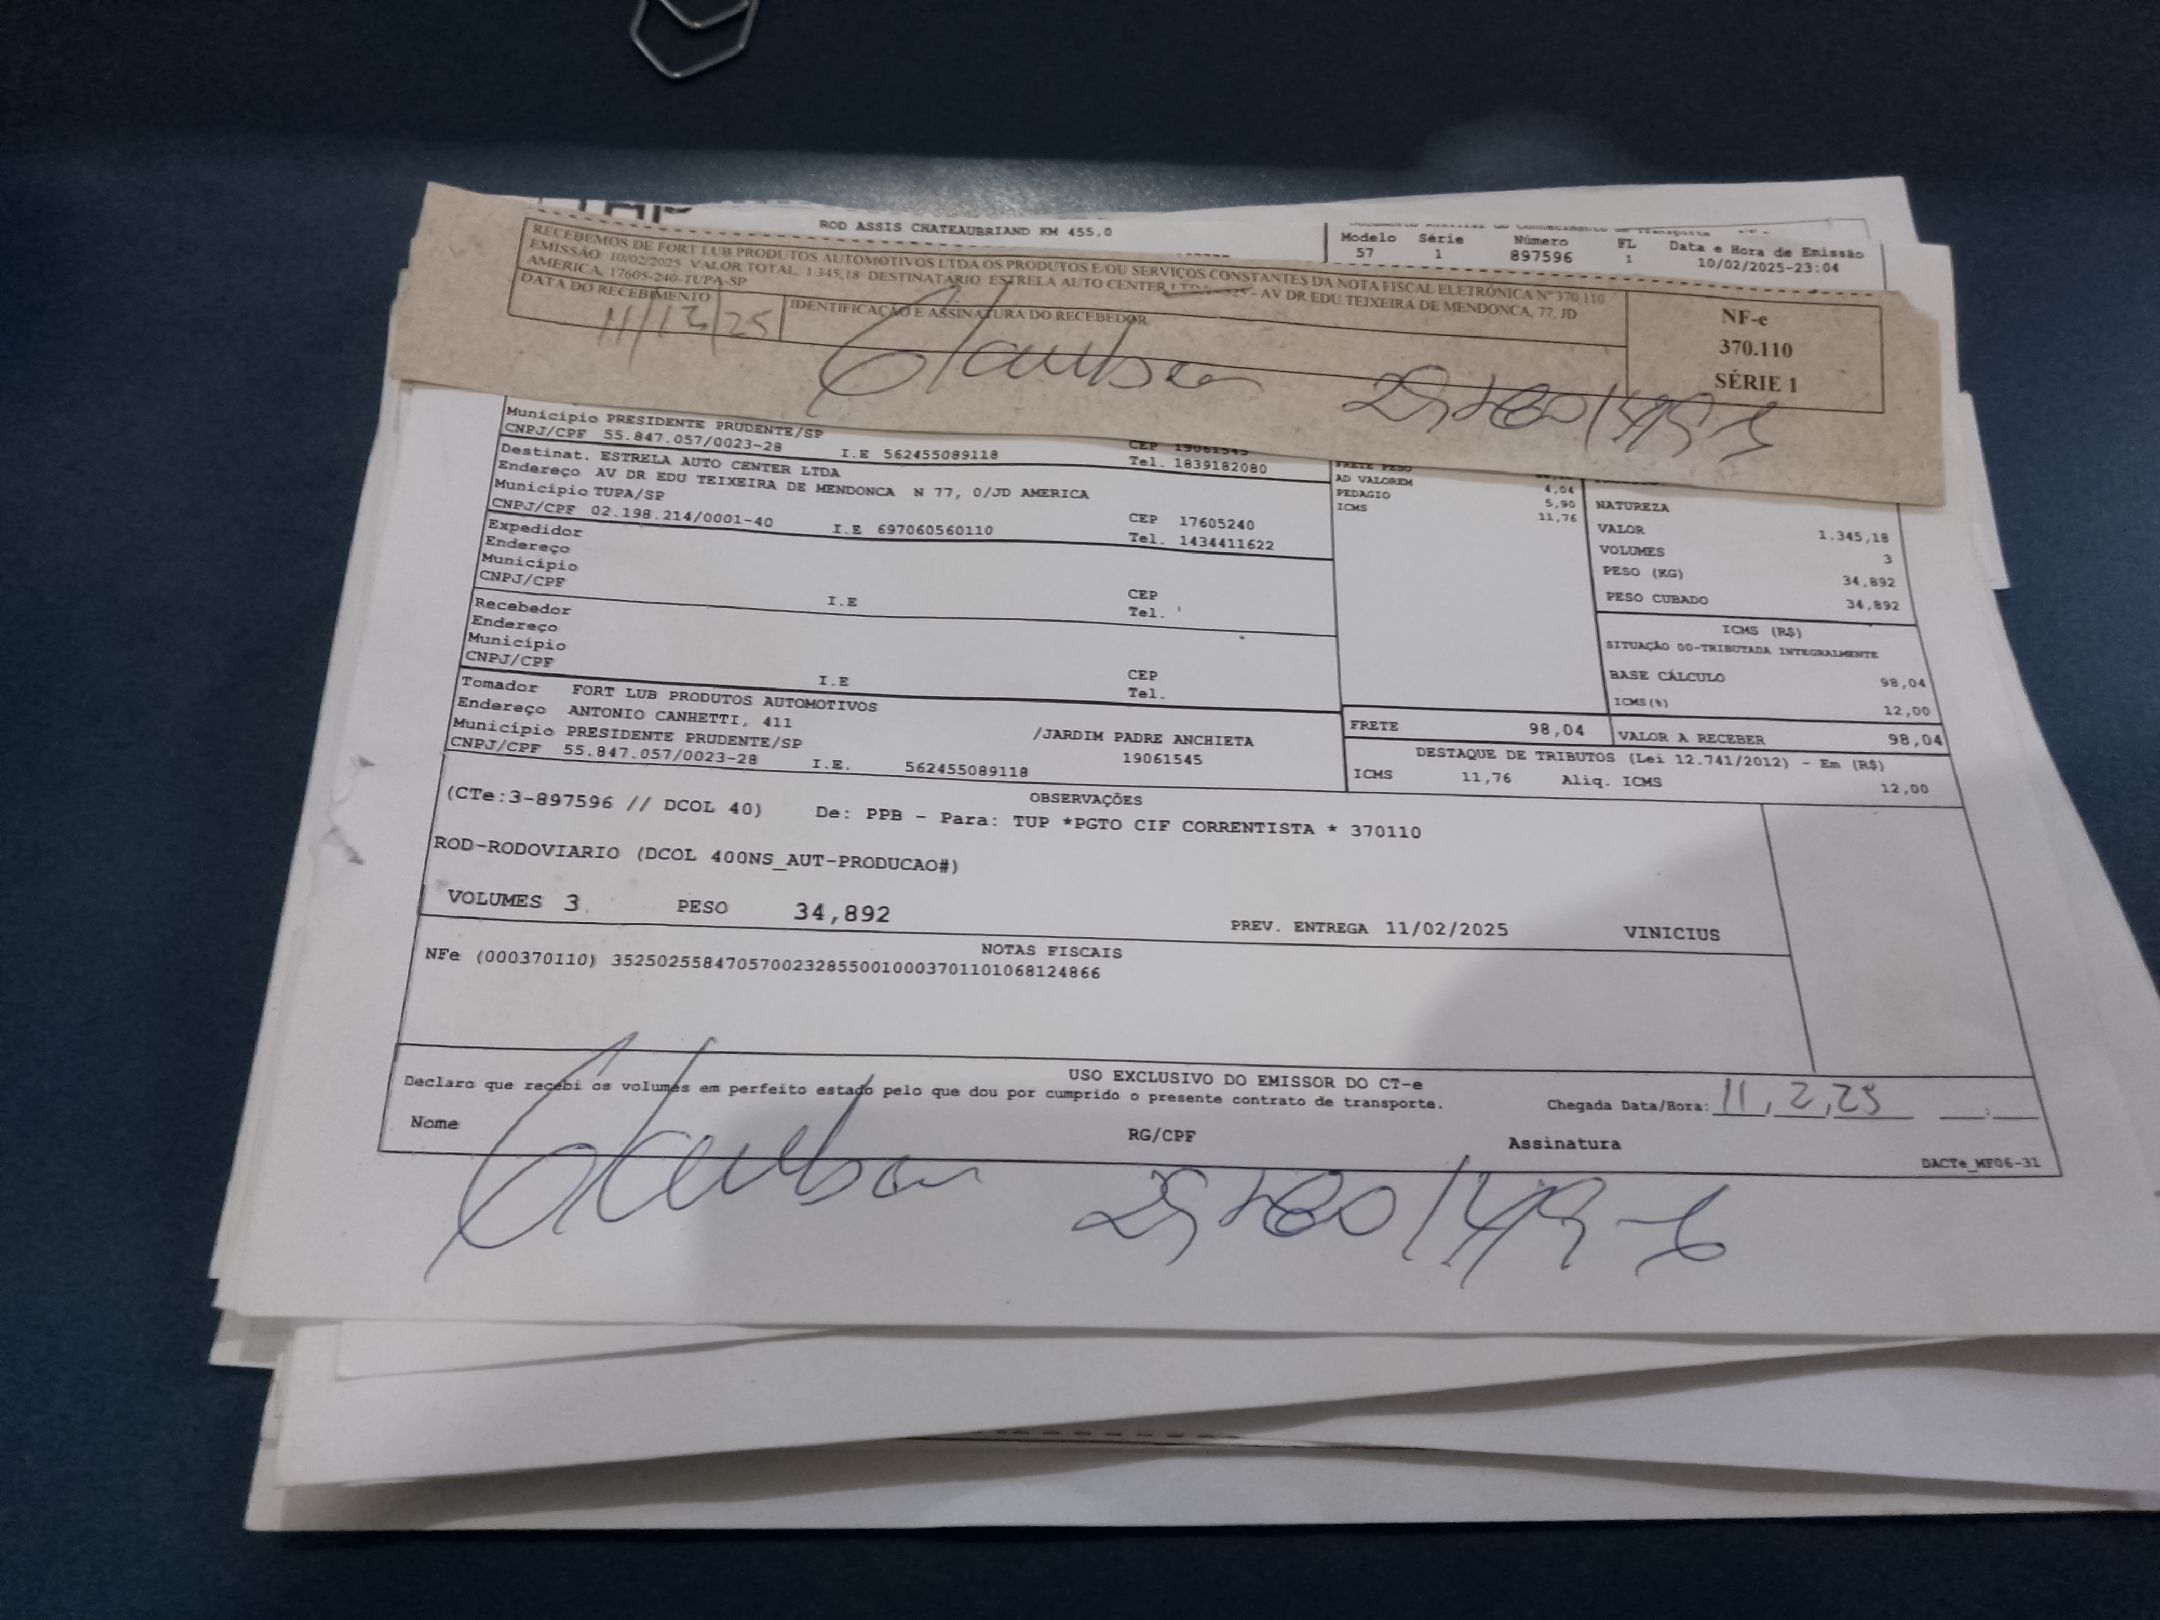 ROD ASSIS CHATEAUBRIAND KM 455,0
Modelo Série Número FL Data e Hora de Emissão
57 1 897596 1 10/02/2025-23:04
RECEBEMOS DE FORT LUB PRODUTOS AUTOMOTIVOS LTDA OS PRODUTOS E/OU SERVIÇOS CONSTANTES DA NOTA FISCAL ELETRÔNICA Nº 370.110
EMISSÃO: 10/02/2025 VALOR TOTAL: 1.345,18 DESTINATÁRIO: ESTRELA AUTO CENTER - AV DR EDU TEIXEIRA DE MENDONCA, 77, JD
AMERICA, 17605-240-TUPA-SP
DATA DO RECEBIMENTO
IDENTIFICAÇÃO E ASSINATURA DO RECEBEDOR
Glauber
NF-e
370.110
SÉRIE 1
Município PRESIDENTE PRUDENTE/SP CEP 19061545
CNPJ/CPF 55.847.057/0023-28 I.E 562455089118 Tel. 1839182080
Destinat. ESTRELA AUTO CENTER LTDA
Endereço AV DR EDU TEIXEIRA DE MENDONCA N 77, 0/JD AMERICA
Município TUPA/SP CEP 17605240
CNPJ/CPF 02.198.214/0001-40 I.E 697060560110 Tel. 1434411622
Expedidor
Endereço
Município CEP
CNPJ/CPF I.E Tel.
Recebedor
Endereço
Município CEP
CNPJ/CPF I.E Tel.
Tomador FORT LUB PRODUTOS AUTOMOTIVOS
Endereço ANTONIO CANHETTI, 411 /JARDIM PADRE ANCHIETA
Município PRESIDENTE PRUDENTE/SP 19061545
CNPJ/CPF 55.847.057/0023-28 I.E. 562455089118
FRETE PESO
AD VALOREM 4,04
PEDAGIO 5,90
ICMS 11,76
NATUREZA
VALOR 1.345,18
VOLUMES 3
PESO (KG) 34,892
PESO CUBADO 34,892
ICMS (R$)
SITUAÇÃO 00-TRIBUTADA INTEGRALMENTE
BASE CÁLCULO 98,04
ICMS(%) 12,00
FRETE 98,04 VALOR A RECEBER 98,04
DESTAQUE DE TRIBUTOS (Lei 12.741/2012) - Em (R$)
ICMS 11,76 Aliq. ICMS 12,00
OBSERVAÇÕES
(CTe:3-897596 // DCOL 40) De: PPB - Para: TUP *PGTO CIF CORRENTISTA * 370110
ROD-RODOVIARIO (DCOL 400NS_AUT-PRODUCAO#)
VOLUMES 3 PESO 34,892 PREV. ENTREGA 11/02/2025 VINICIUS
NOTAS FISCAIS
NFe (000370110) 35250255847057002328550010003701101068124866
USO EXCLUSIVO DO EMISSOR DO CT-e
Declaro que recebi os volumes em perfeito estado pelo que dou por cumprido o presente contrato de transporte. Chegada Data/Hora: 11, 2, 25
Nome RG/CPF Assinatura
DACTe_MF06-31
Glauber